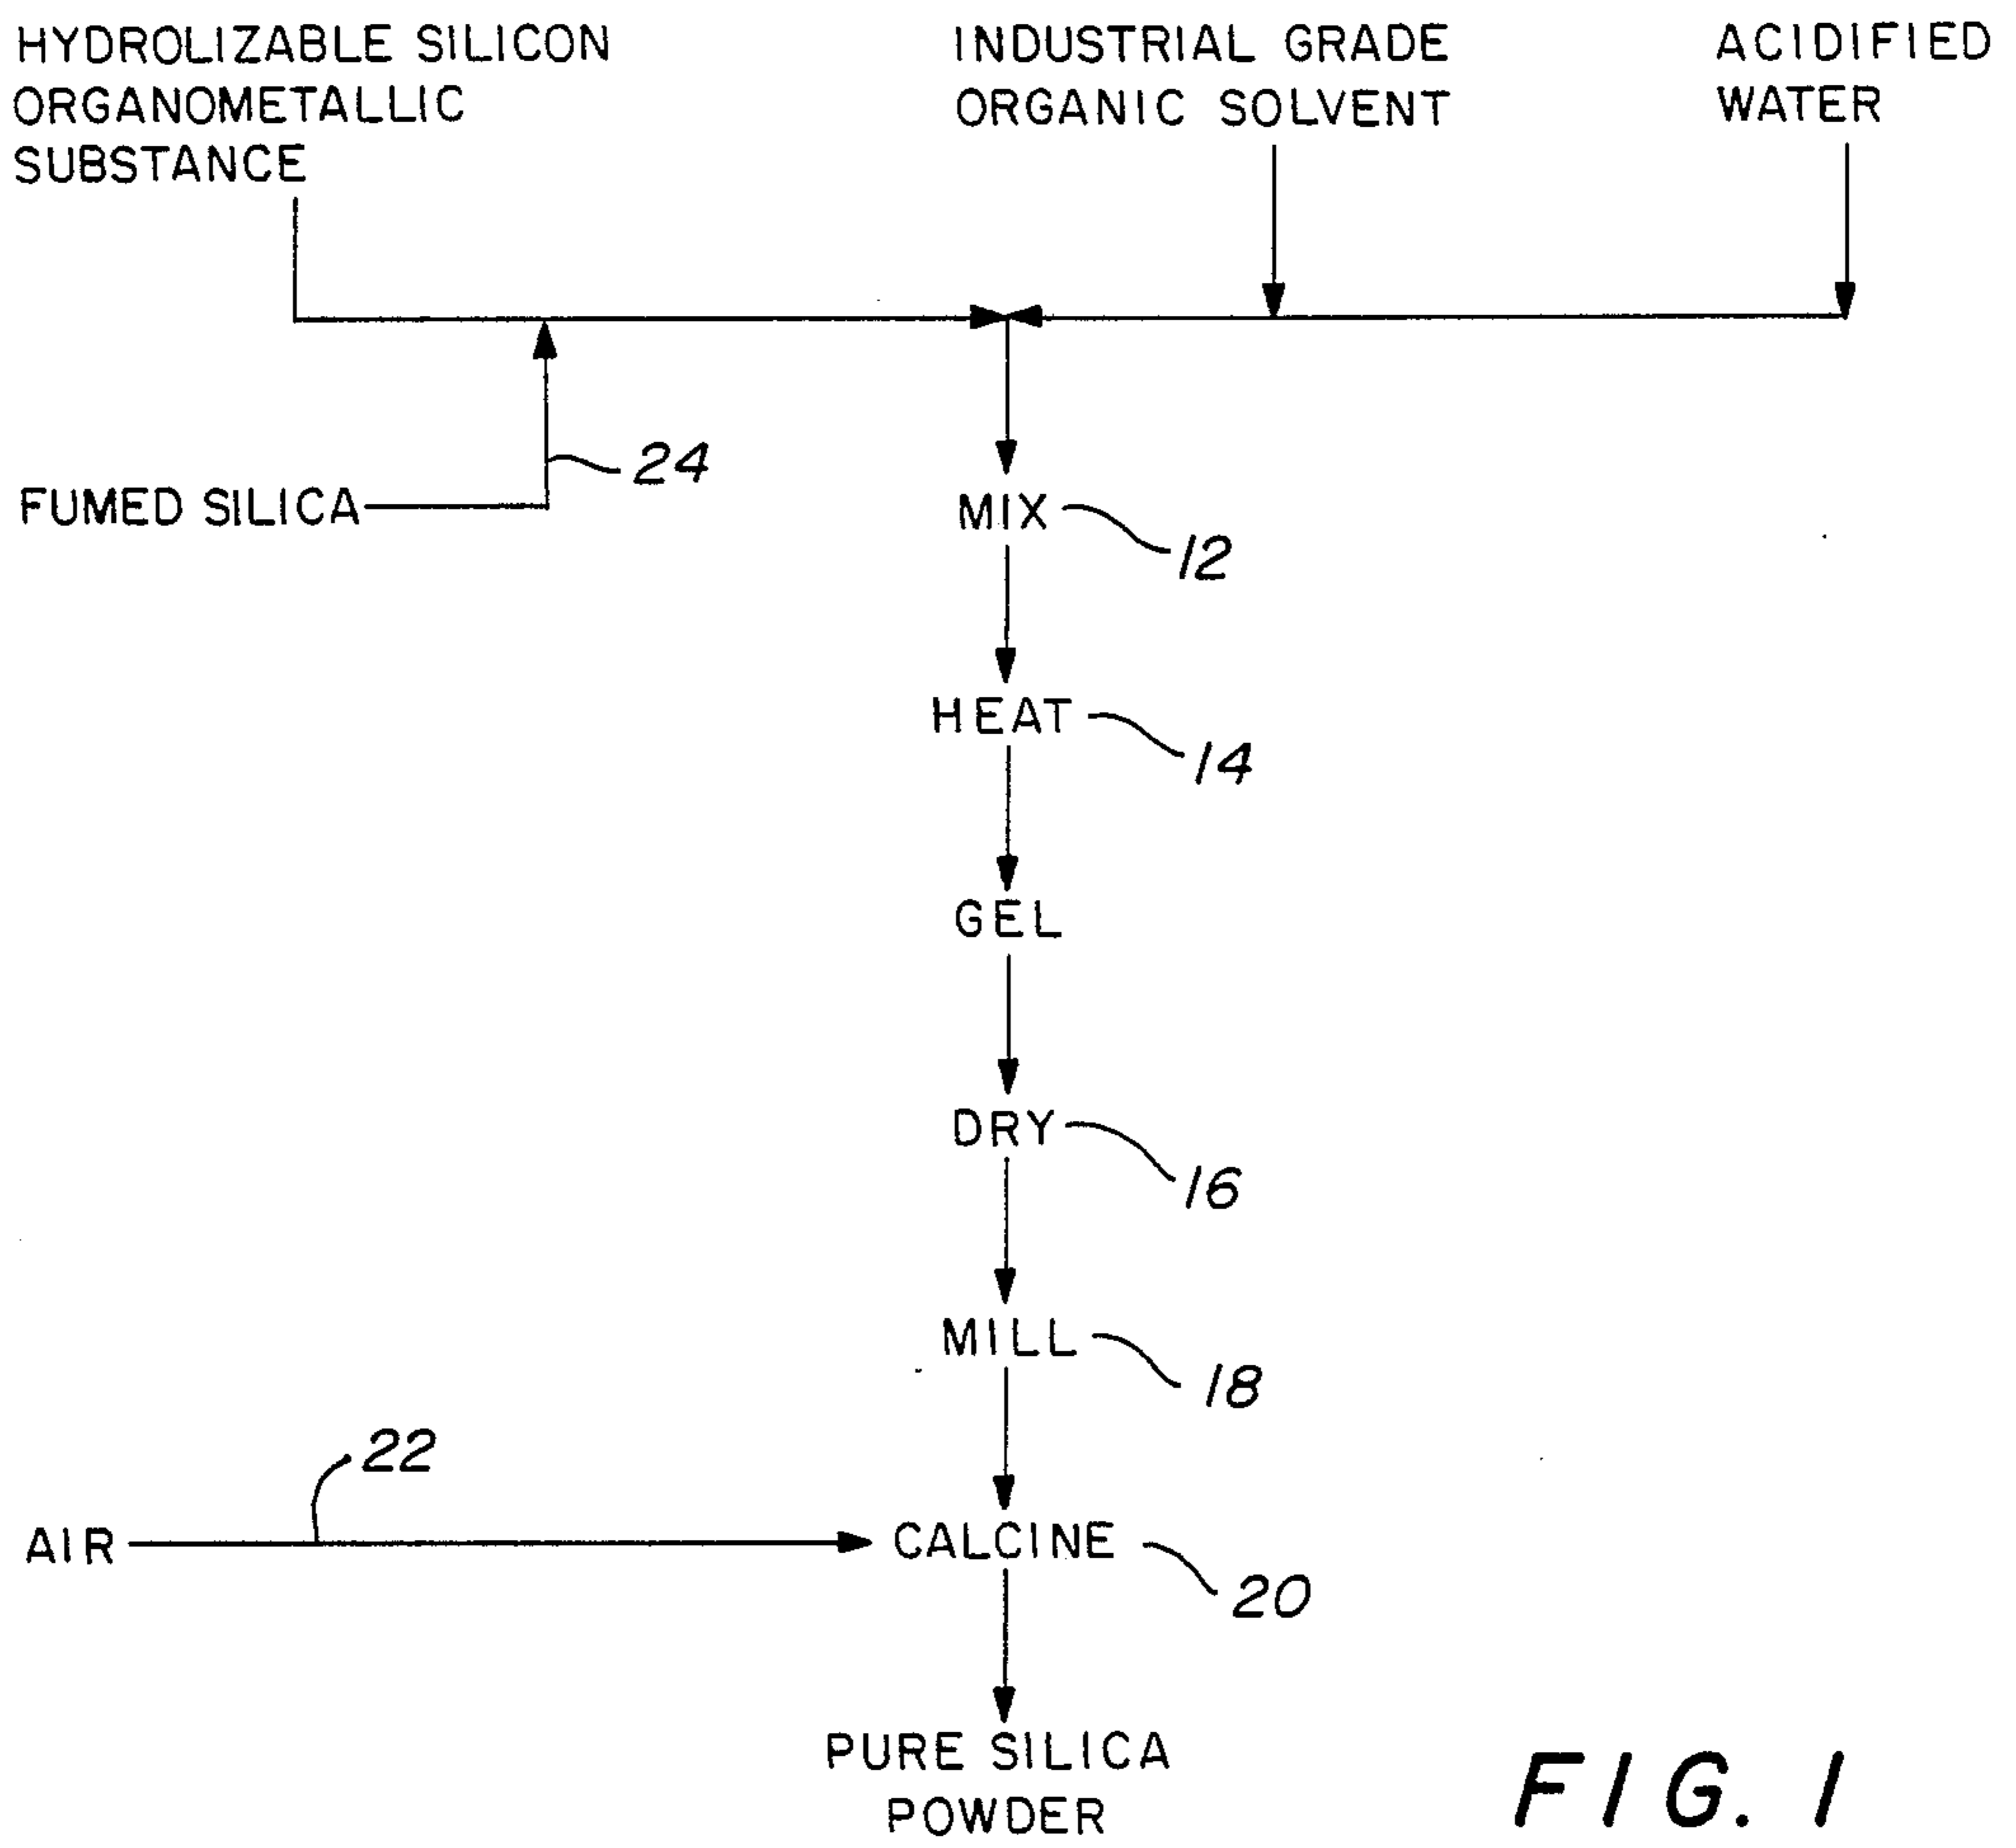 HYDROLIZABLE SILICON
ORGANOMETALLIC
SUBSTANCE
INDUSTRIAL GRADE
ORGANIC SOLVENT
ACIDIFIED
WATER
24
FUMED SILICA
MIX
12
HEAT
14
GEL
DRY
16
MILL
18
22
AIR
CALCINE
20
PURE SILICA
POWDER
FIG. 1